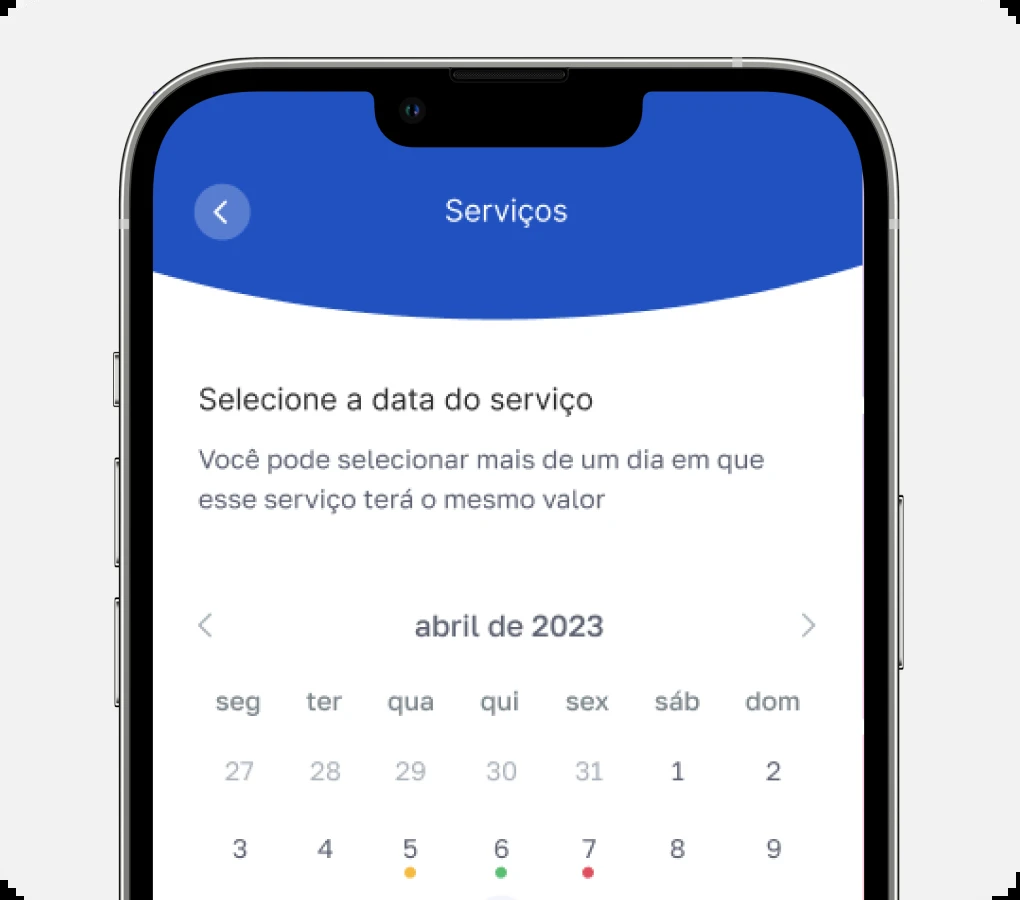 Serviços
Selecione a data do serviço
Você pode selecionar mais de um dia em que
esse serviço terá o mesmo valor
abril de 2023
seg ter qua qui sex sáb dom
27 28 29 30 31 1 2
3 4 5 6 7 8 9